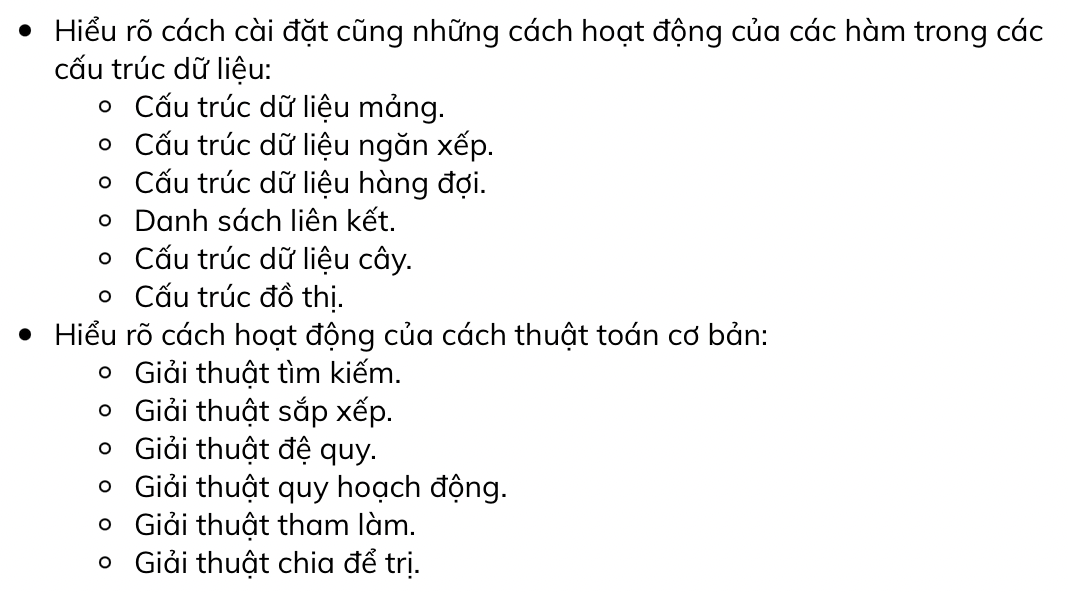 • Hiểu rõ cách cài đặt cũng những cách hoạt động của các hàm trong các
cấu trúc dữ liệu:
◦ Cấu trúc dữ liệu mảng.
◦ Cấu trúc dữ liệu ngăn xếp.
◦ Cấu trúc dữ liệu hàng đợi.
◦ Danh sách liên kết.
◦ Cấu trúc dữ liệu cây.
◦ Cấu trúc đồ thị.
• Hiểu rõ cách hoạt động của cách thuật toán cơ bản:
◦ Giải thuật tìm kiếm.
◦ Giải thuật sắp xếp.
◦ Giải thuật đệ quy.
◦ Giải thuật quy hoạch động.
◦ Giải thuật tham làm.
◦ Giải thuật chia để trị.